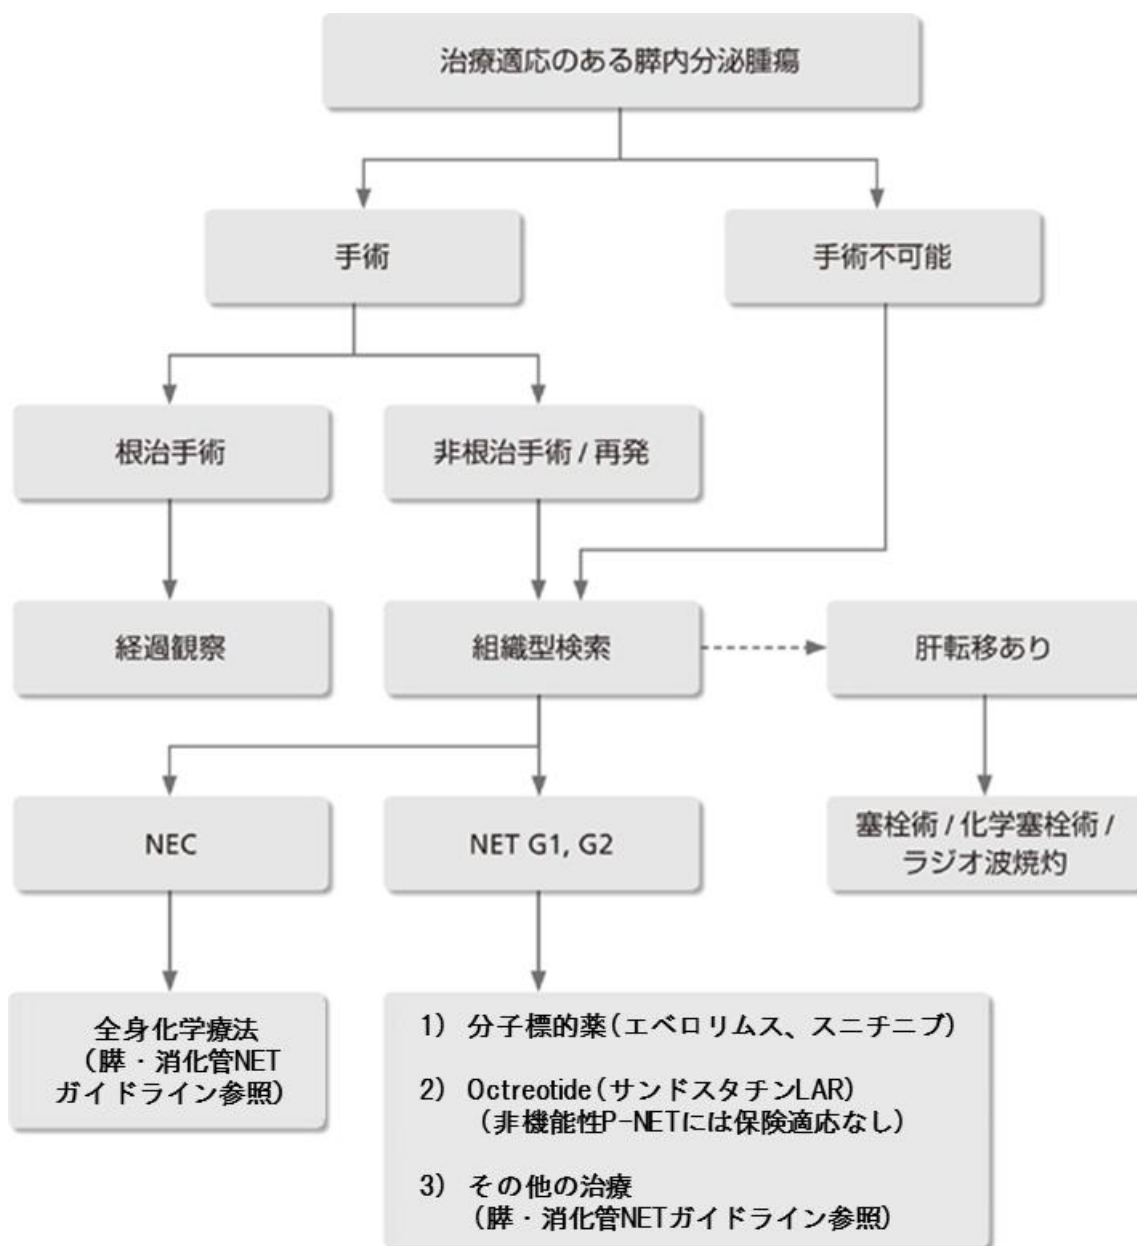 治療適応のある膵内分泌腫瘍
手術
手術不可能
根治手術
非根治手術 / 再発
経過観察
組織型検索
肝転移あり
NEC
NET G1, G2
塞栓術 / 化学塞栓術 /
ラジオ波焼灼
全身化学療法
（膵・消化管NET
ガイドライン参照）
1) 分子標的薬（エベロリムス、スニチニブ）
2) Octreotide（サンドスタチンLAR）
（非機能性P-NETには保険適応なし）
3) その他の治療
（膵・消化管NETガイドライン参照）